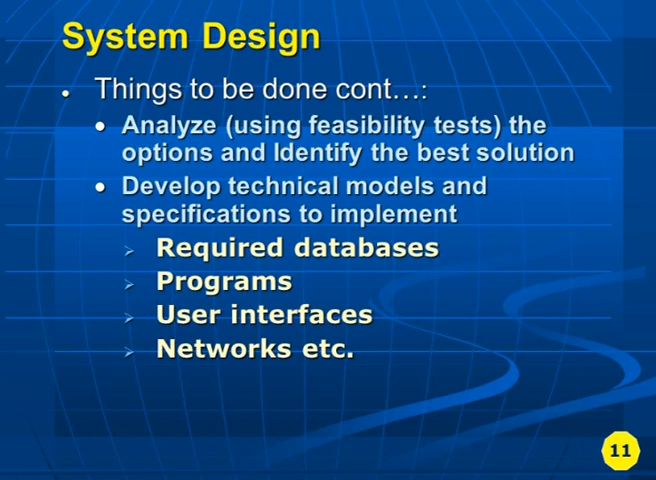 System Design
• Things to be done cont…:
• Analyze (using feasibility tests) the
options and Identify the best solution
• Develop technical models and
specifications to implement
➢ Required databases
➢ Programs
➢ User interfaces
➢ Networks etc.
11